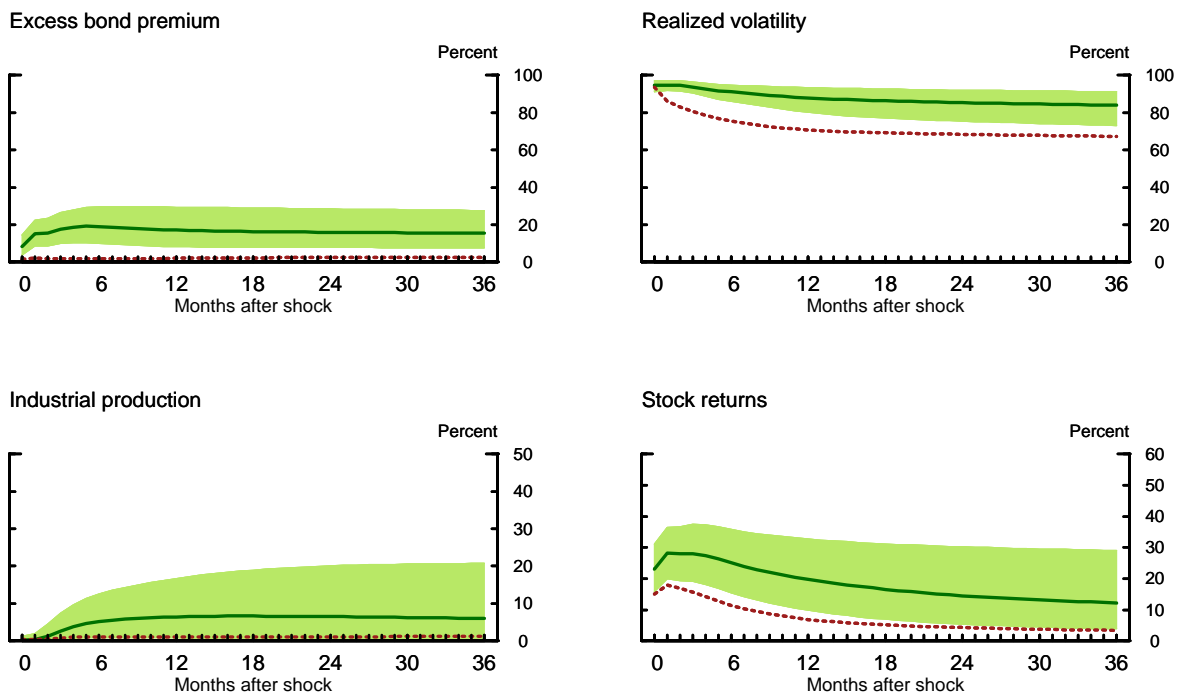 Excess bond premium
Percent
100
80
60
40
20
0
0 6 12 18 24 30 36
Months after shock
Realized volatility
Percent
100
80
60
40
20
0
0 6 12 18 24 30 36
Months after shock
Industrial production
Percent
50
40
30
20
10
0
0 6 12 18 24 30 36
Months after shock
Stock returns
Percent
60
50
40
30
20
10
0
0 6 12 18 24 30 36
Months after shock